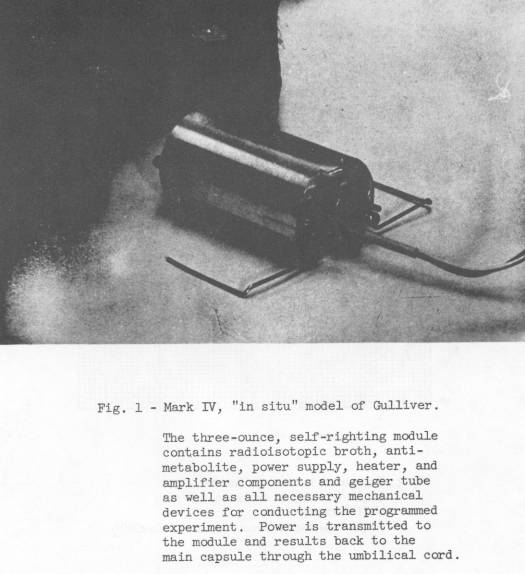 Fig. 1 - Mark IV, "in situ" model of Gulliver.
The three-ounce, self-righting module
contains radioisotopic broth, anti-
metabolite, power supply, heater, and
amplifier components and geiger tube
as well as all necessary mechanical
devices for conducting the programmed
experiment. Power is transmitted to
the module and results back to the
main capsule through the umbilical cord.